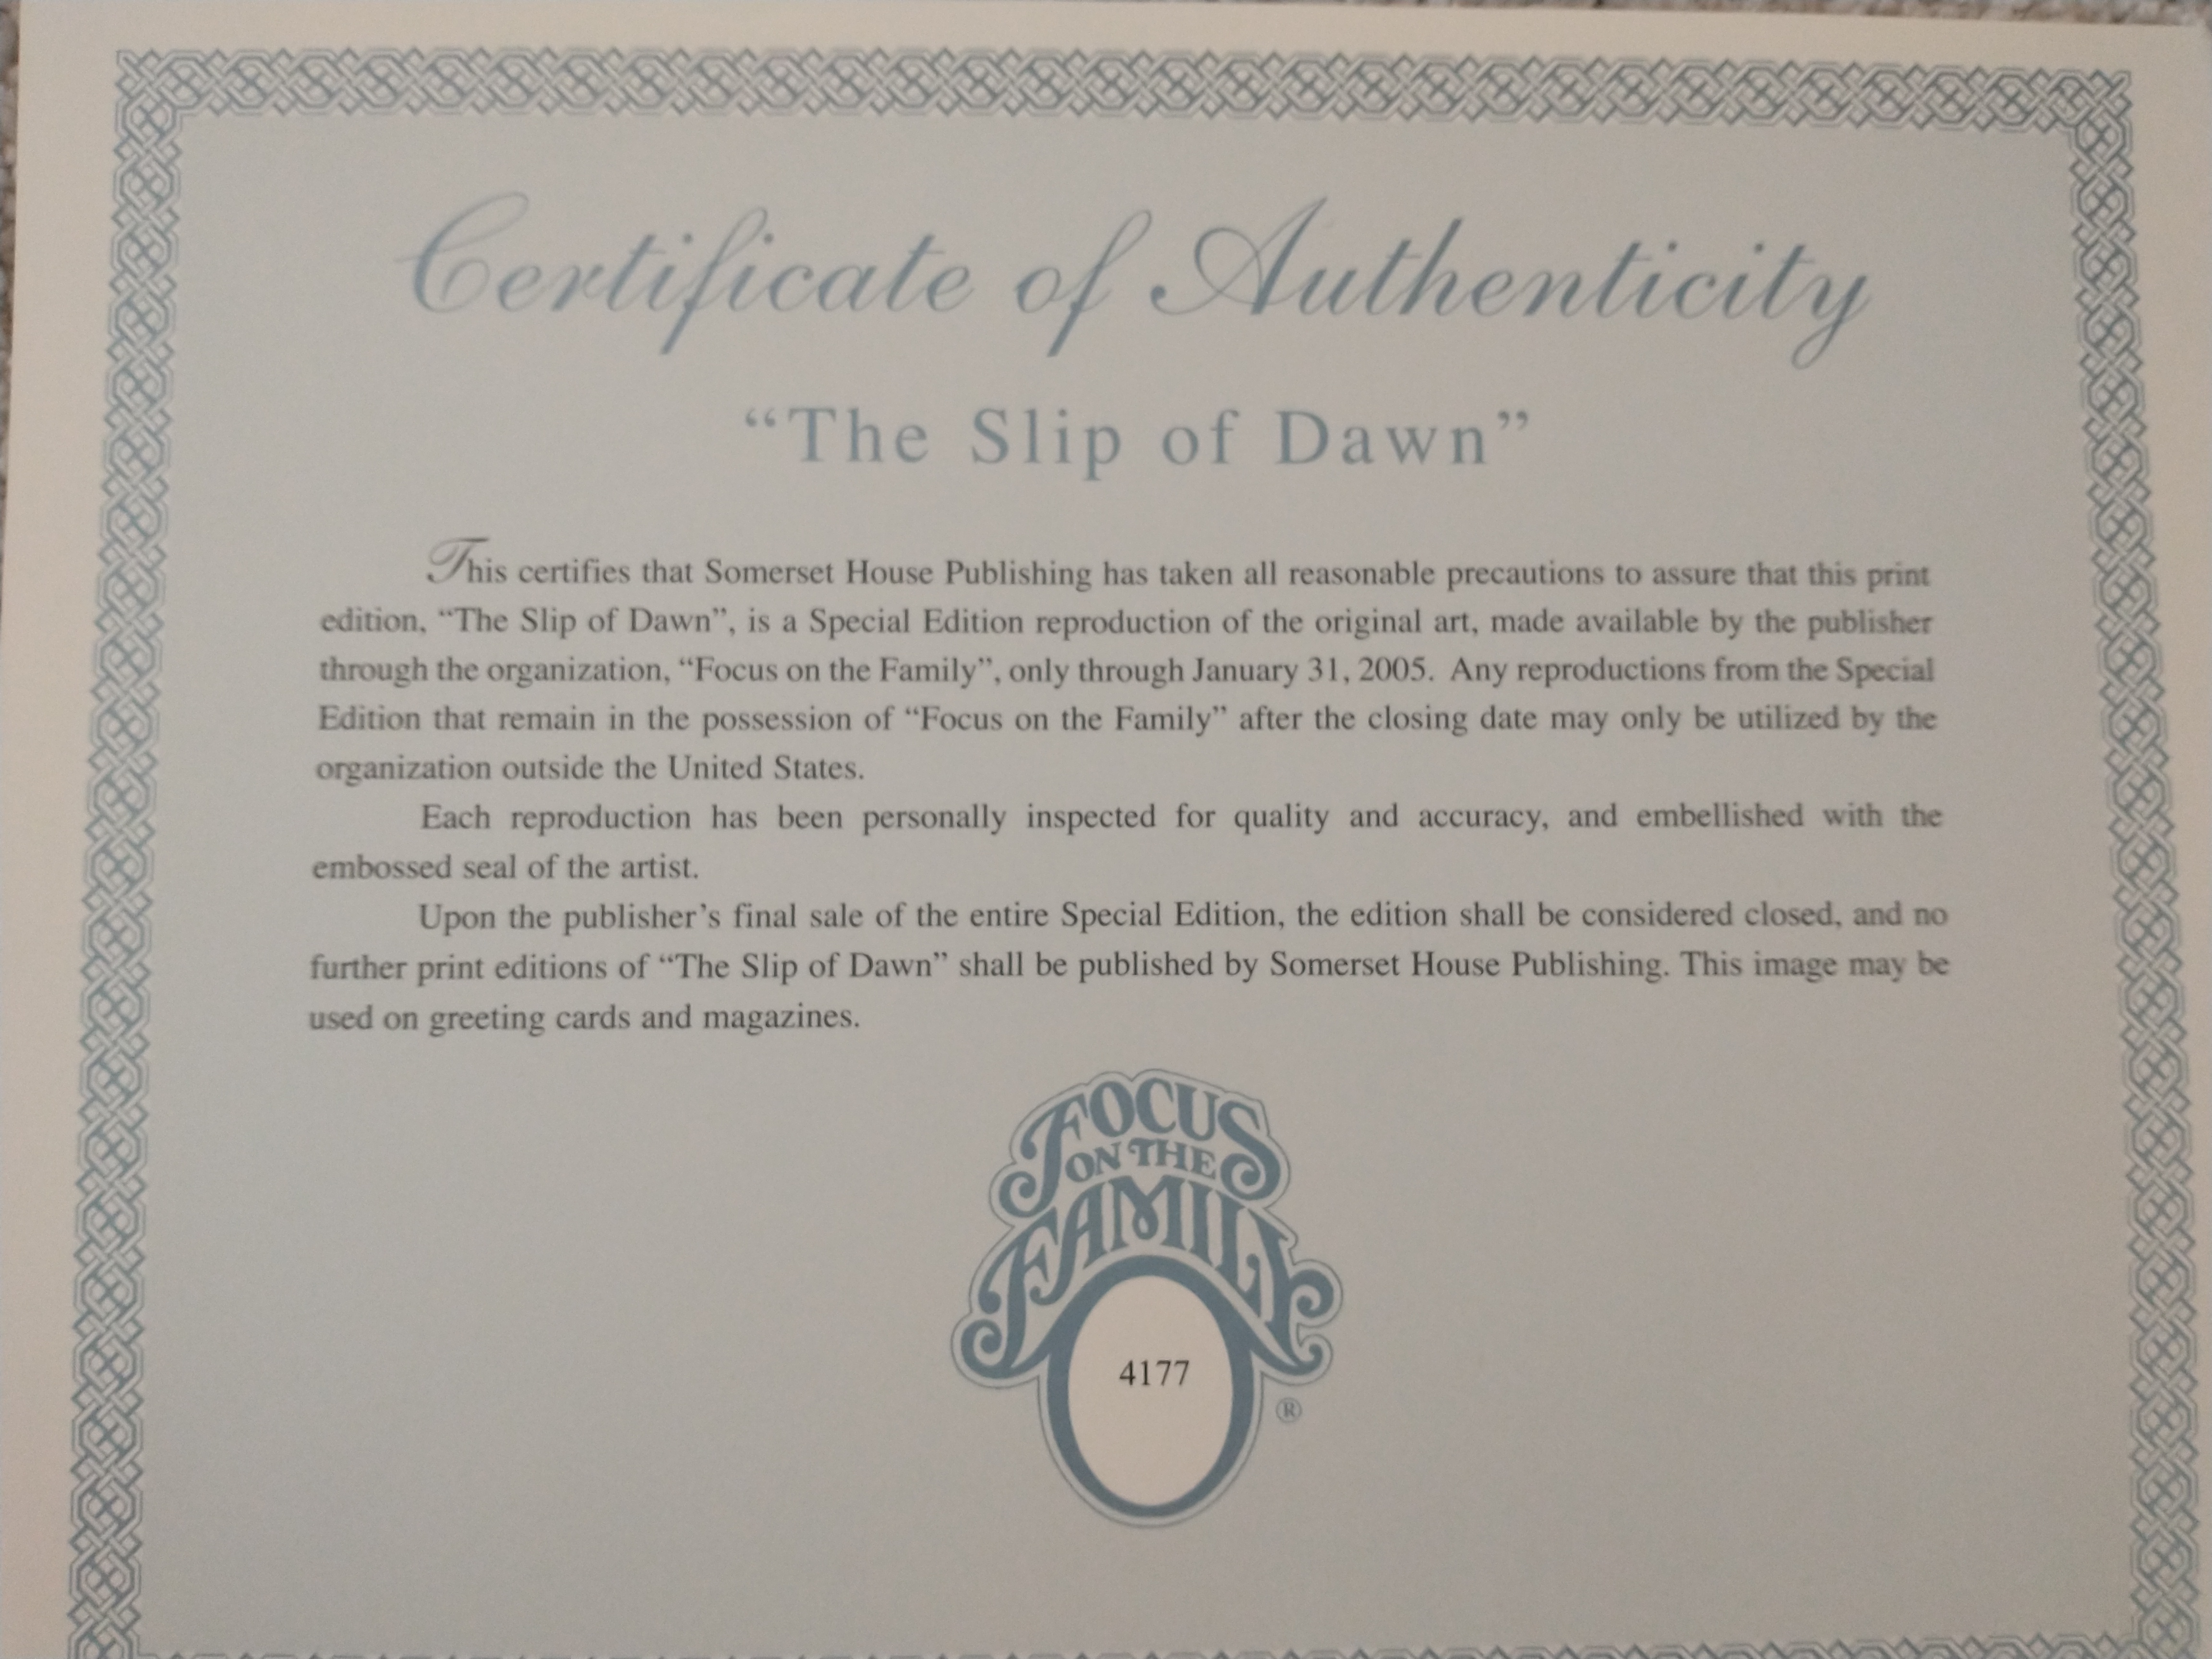 Certificate of Authenticity
“The Slip of Dawn”
This certifies that Somerset House Publishing has taken all reasonable precautions to assure that this print
edition, “The Slip of Dawn”, is a Special Edition reproduction of the original art, made available by the publisher
through the organization, “Focus on the Family”, only through January 31, 2005. Any reproductions from the Special
Edition that remain in the possession of “Focus on the Family” after the closing date may only be utilized by the
organization outside the United States.
Each reproduction has been personally inspected for quality and accuracy, and embellished with the
embossed seal of the artist.
Upon the publisher’s final sale of the entire Special Edition, the edition shall be considered closed, and no
further print editions of “The Slip of Dawn” shall be published by Somerset House Publishing. This image may be
used on greeting cards and magazines.
FOCUS
ON THE
FAMILY
4177
®